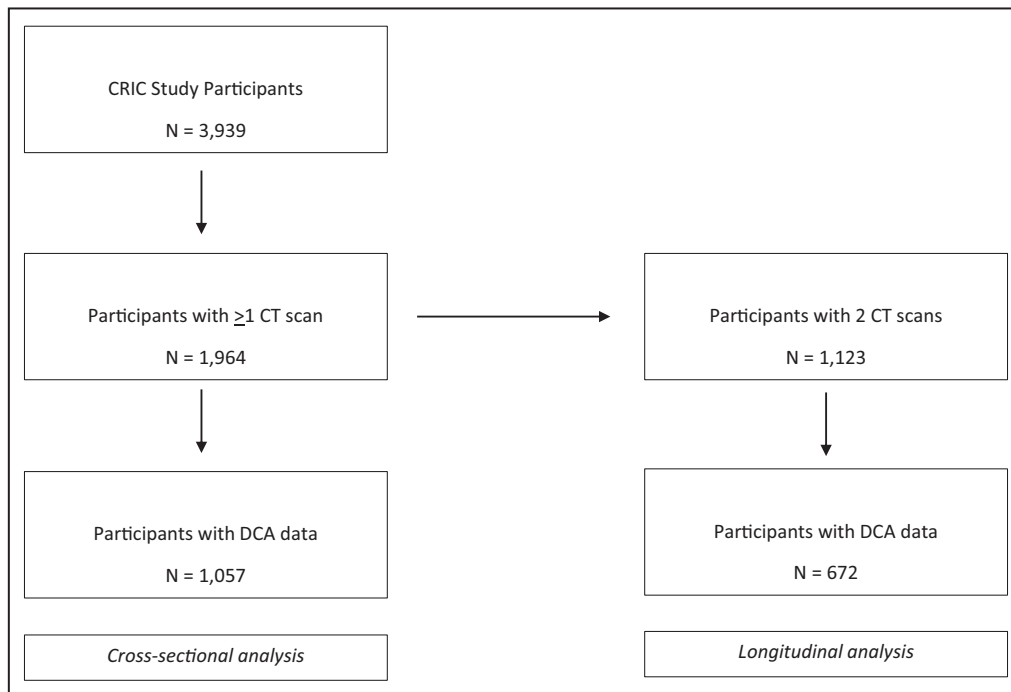 CRIC Study Participants
N = 3,939
Participants with ≥1 CT scan
N = 1,964
Participants with 2 CT scans
N = 1,123
Participants with DCA data
N = 1,057
Participants with DCA data
N = 672
Cross-sectional analysis
Longitudinal analysis